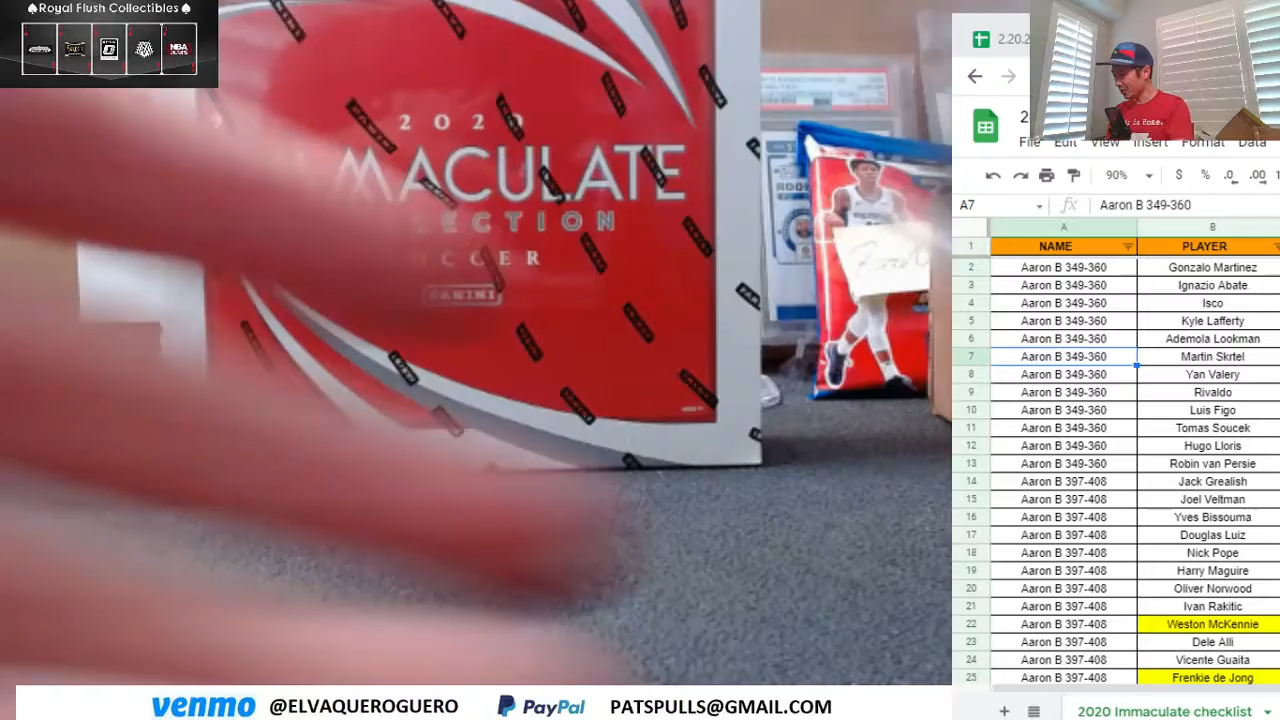 ♠Royal Flush Collectibles♠
NBA
2020
MACULATE
ECTION
CCER
PANINI
ROOK
2.20.2
2
File Edit View Insert Format Data
90% $ % .0 .00
A7 fx Aaron B 349-360
A B
1 NAME PLAYER
2 Aaron B 349-360 Gonzalo Martinez
3 Aaron B 349-360 Ignazio Abate
4 Aaron B 349-360 Isco
5 Aaron B 349-360 Kyle Lafferty
6 Aaron B 349-360 Ademola Lookman
7 Aaron B 349-360 Martin Skrtel
8 Aaron B 349-360 Yan Valery
9 Aaron B 349-360 Rivaldo
10 Aaron B 349-360 Luis Figo
11 Aaron B 349-360 Tomas Soucek
12 Aaron B 349-360 Hugo Lloris
13 Aaron B 349-360 Robin van Persie
14 Aaron B 397-408 Jack Grealish
15 Aaron B 397-408 Joel Veltman
16 Aaron B 397-408 Yves Bissouma
17 Aaron B 397-408 Douglas Luiz
18 Aaron B 397-408 Nick Pope
19 Aaron B 397-408 Harry Maguire
20 Aaron B 397-408 Oliver Norwood
21 Aaron B 397-408 Ivan Rakitic
22 Aaron B 397-408 Weston McKennie
23 Aaron B 397-408 Dele Alli
24 Aaron B 397-408 Vicente Guaita
25 Aaron B 397-408 Frenkie de Jong
2020 Immaculate checklist
venmo @ELVAQUEROGUERO PayPal PATSPULLS@GMAIL.COM